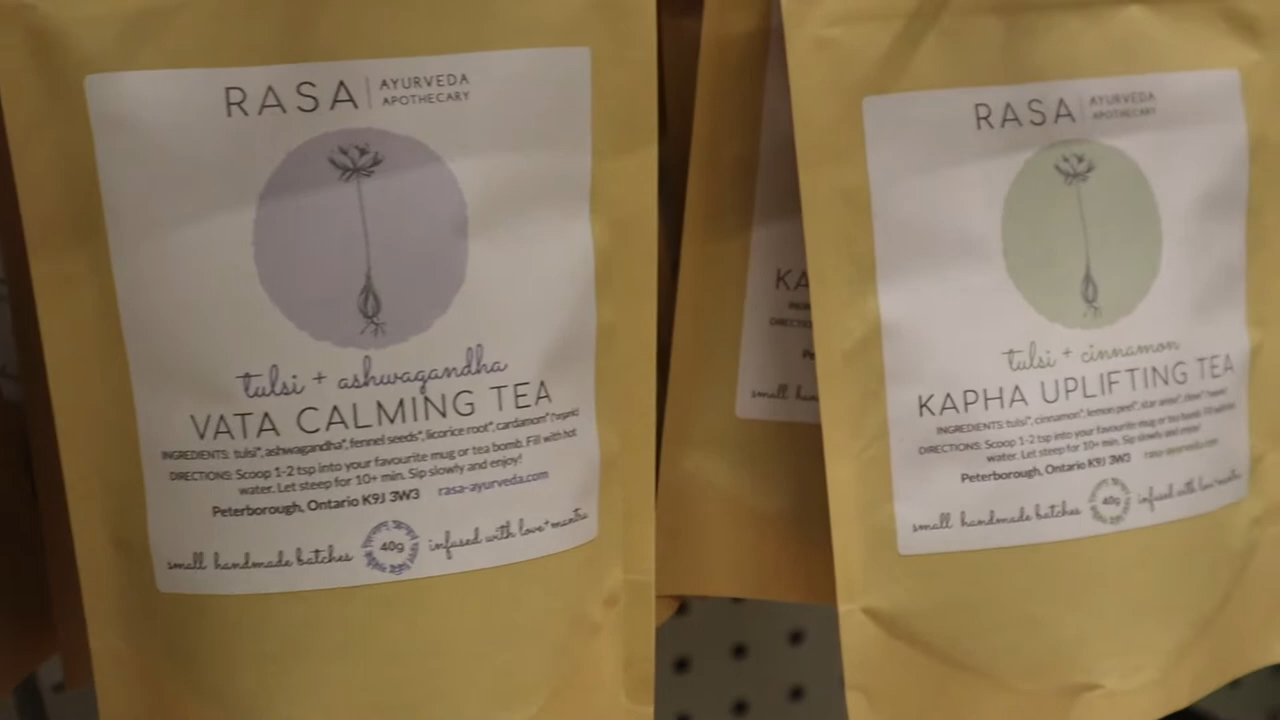 RASA
AYURVEDA
APOTHECARY
tulsi + ashwagandha
VATA CALMING TEA
INGREDIENTS: tulsi*, ashwagandha*, fennel seeds*, licorice root*, cardamom* (*organic)
DIRECTIONS: Scoop 1-2 tsp into your favourite mug or tea bomb. Fill with hot
water. Let steep for 10+ min. Sip slowly and enjoy!
Peterborough, Ontario K9J 3W3 rasa-ayurveda.com
small handmade batches 40g infused with love + mantra
KA
DIRECTIO
small han
RASA
AYURVEDA
APOTHECARY
tulsi + cinnamon
KAPHA UPLIFTING TEA
INGREDIENTS: tulsi*, cinnamon*, lemon peel*, star anise*,
DIRECTIONS: Scoop 1-2 tsp into your favourite mug or tea bomb. Fill with hot
water. Let steep for 10+ min. Sip slowly and enjoy!
Peterborough, Ontario K9J 3W3 rasa-ayurveda.com
small handmade batches 40g infused with love + mantra